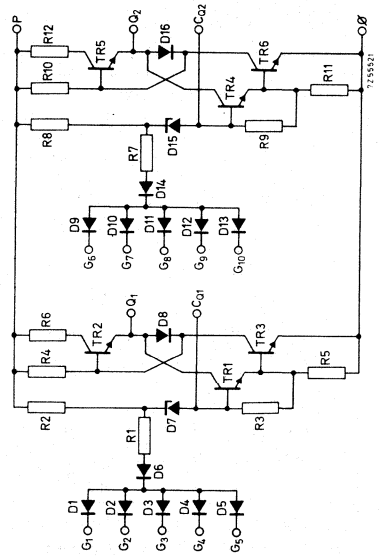 P
Ø
R12
R10
R8
TR5
Q2
D16
CQ2
TR6
TR4
R11
7Z55521
D15
R9
R7
D14
D9
D10
D11
D12
D13
G6
G7
G8
G9
G10
R6
R4
R2
TR2
Q1
D8
CQ1
TR3
TR1
R5
D7
R3
R1
D6
D1
D2
D3
D4
D5
G1
G2
G3
G4
G5